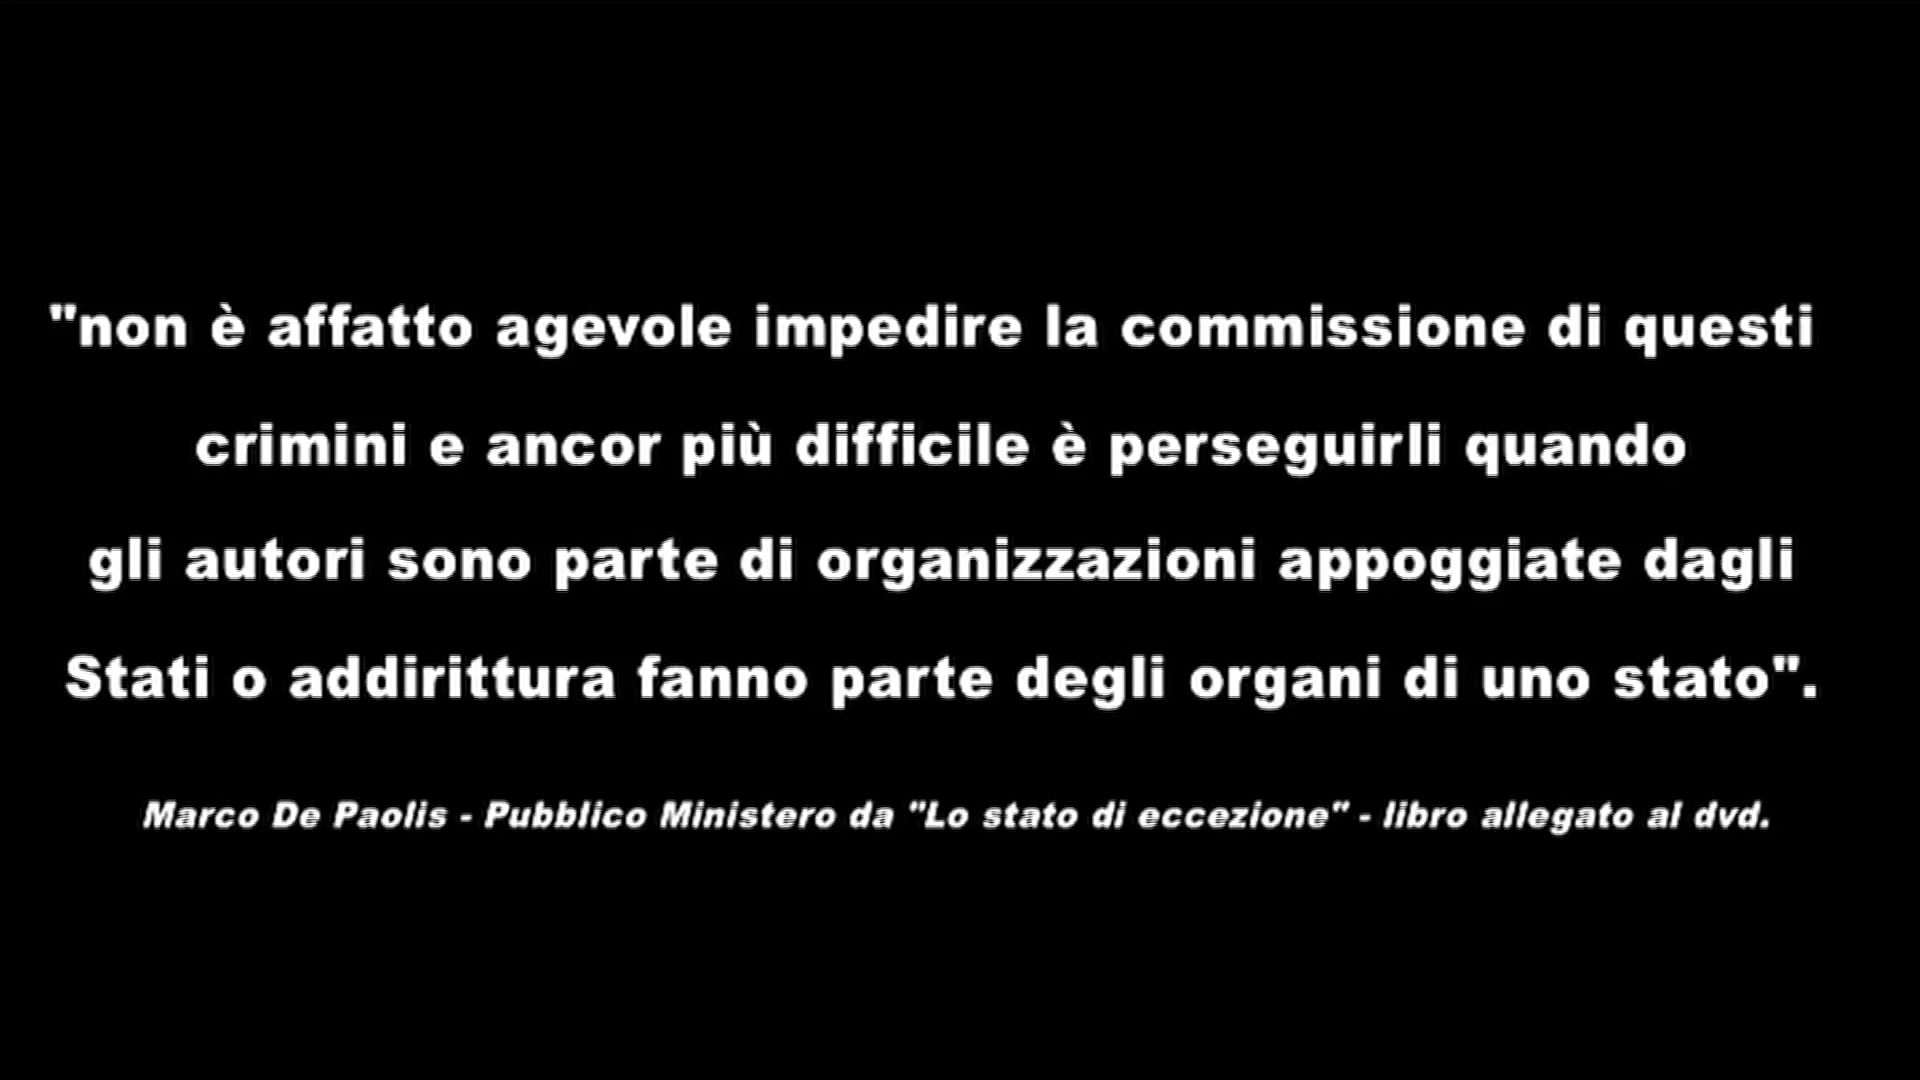 "non è affatto agevole impedire la commissione di questi
crimini e ancor più difficile è perseguirli quando
gli autori sono parte di organizzazioni appoggiate dagli
Stati o addirittura fanno parte degli organi di uno stato".
Marco De Paolis - Pubblico Ministero da "Lo stato di eccezione" - libro allegato al dvd.